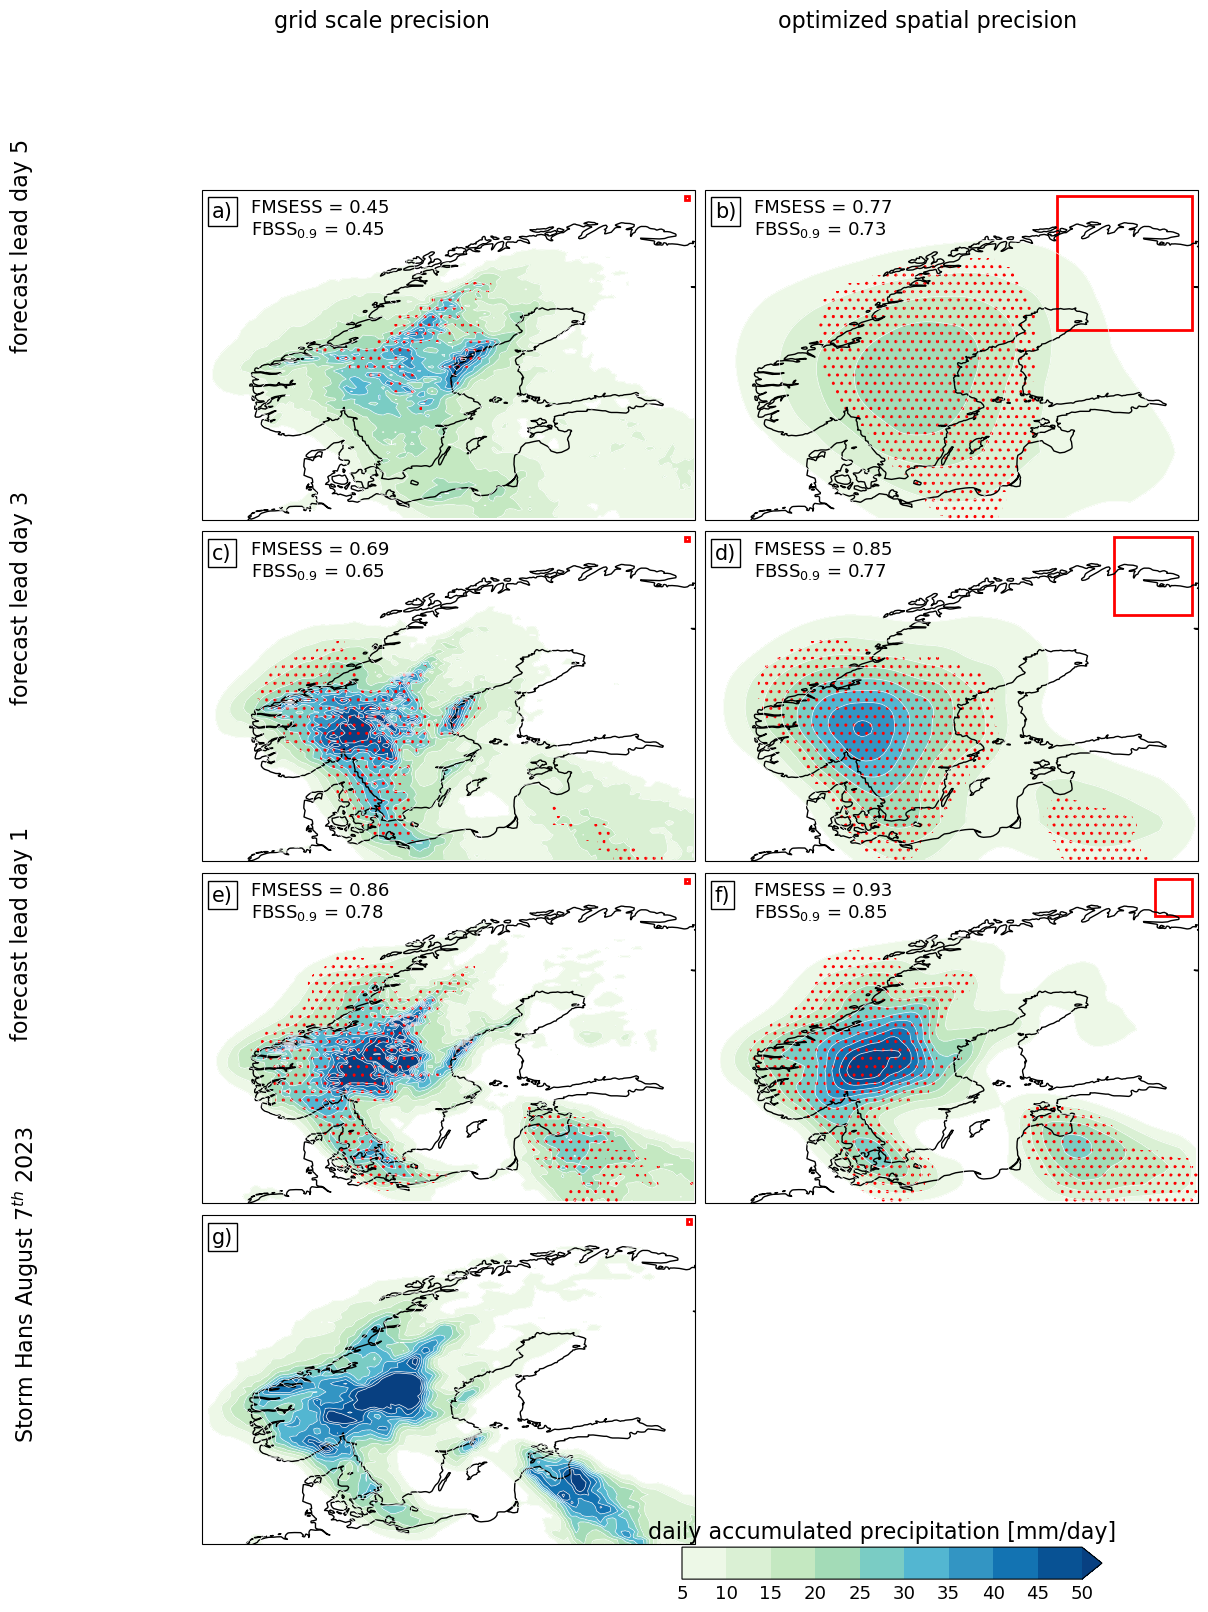 grid scale precision
optimized spatial precision
forecast lead day 5
a)
FMSESS = 0.45
FBSS0.9 = 0.45
b)
FMSESS = 0.77
FBSS0.9 = 0.73
forecast lead day 3
c)
FMSESS = 0.69
FBSS0.9 = 0.65
d)
FMSESS = 0.85
FBSS0.9 = 0.77
forecast lead day 1
e)
FMSESS = 0.86
FBSS0.9 = 0.78
f)
FMSESS = 0.93
FBSS0.9 = 0.85
Storm Hans August 7th 2023
g)
daily accumulated precipitation [mm/day]
5 10 15 20 25 30 35 40 45 50